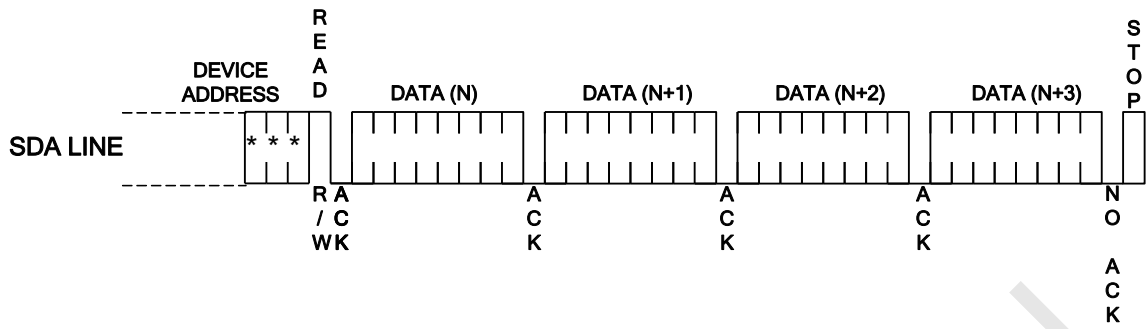 READ
STOP
DEVICE
ADDRESS
DATA (N)
DATA (N+1)
DATA (N+2)
DATA (N+3)
SDA LINE
* * *
R/W
ACK
ACK
ACK
ACK
NO ACK